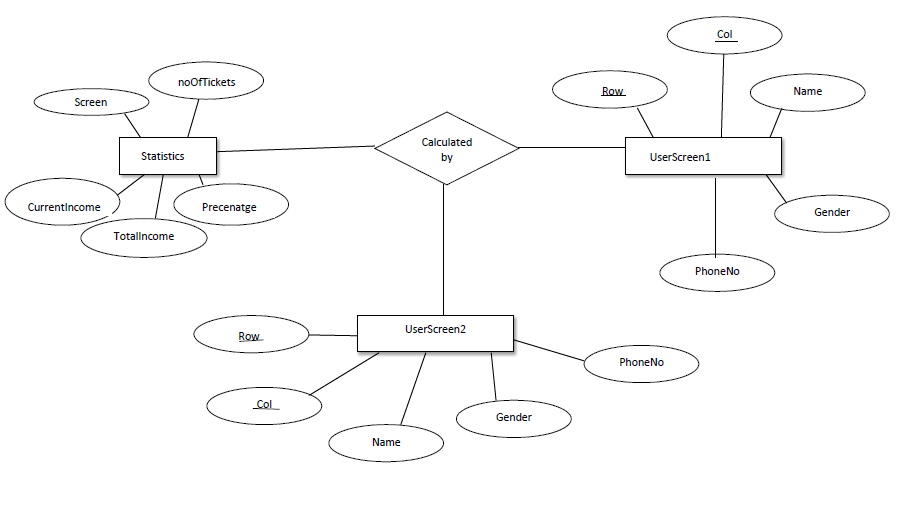 Col
noOfTickets
Screen
Row
Name
Calculated
by
Statistics
UserScreen1
CurrentIncome
Precenatge
Gender
TotalIncome
PhoneNo
UserScreen2
Row
PhoneNo
Col
Gender
Name